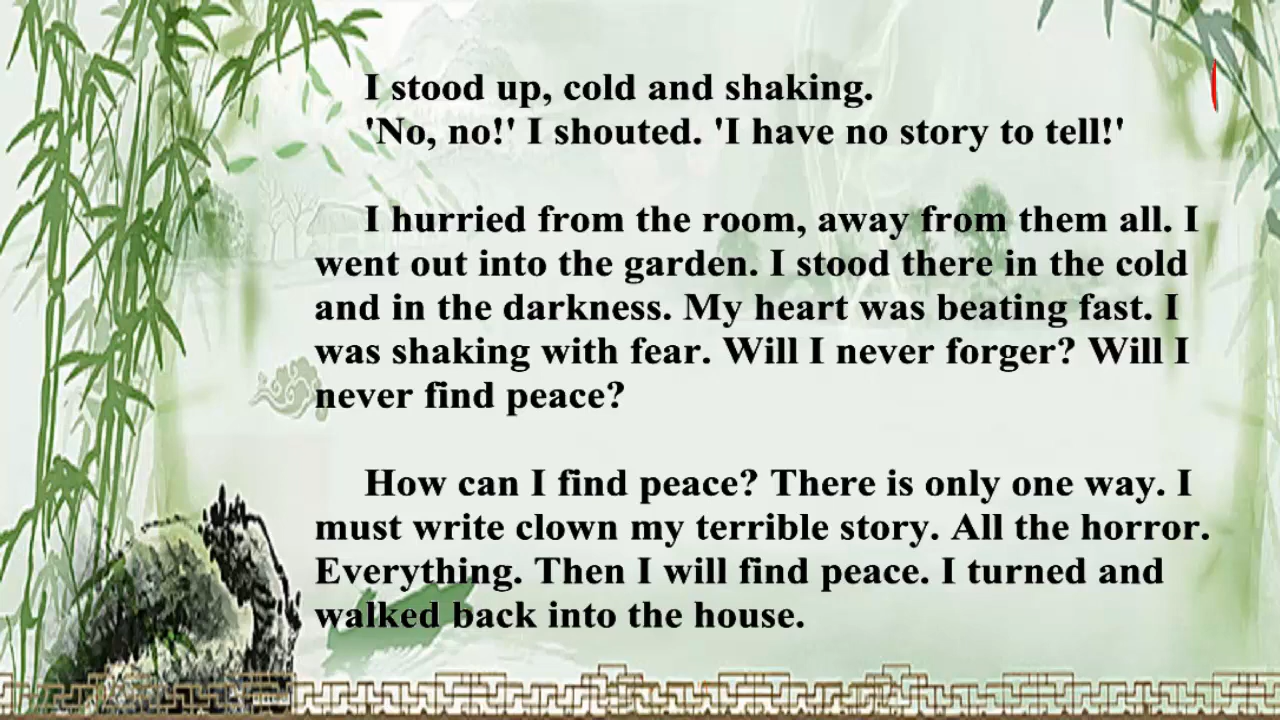 I stood up, cold and shaking.
'No, no!' I shouted. 'I have no story to tell!'
I hurried from the room, away from them all. I
went out into the garden. I stood there in the cold
and in the darkness. My heart was beating fast. I
was shaking with fear. Will I never forger? Will I
never find peace?
How can I find peace? There is only one way. I
must write clown my terrible story. All the horror.
Everything. Then I will find peace. I turned and
walked back into the house.